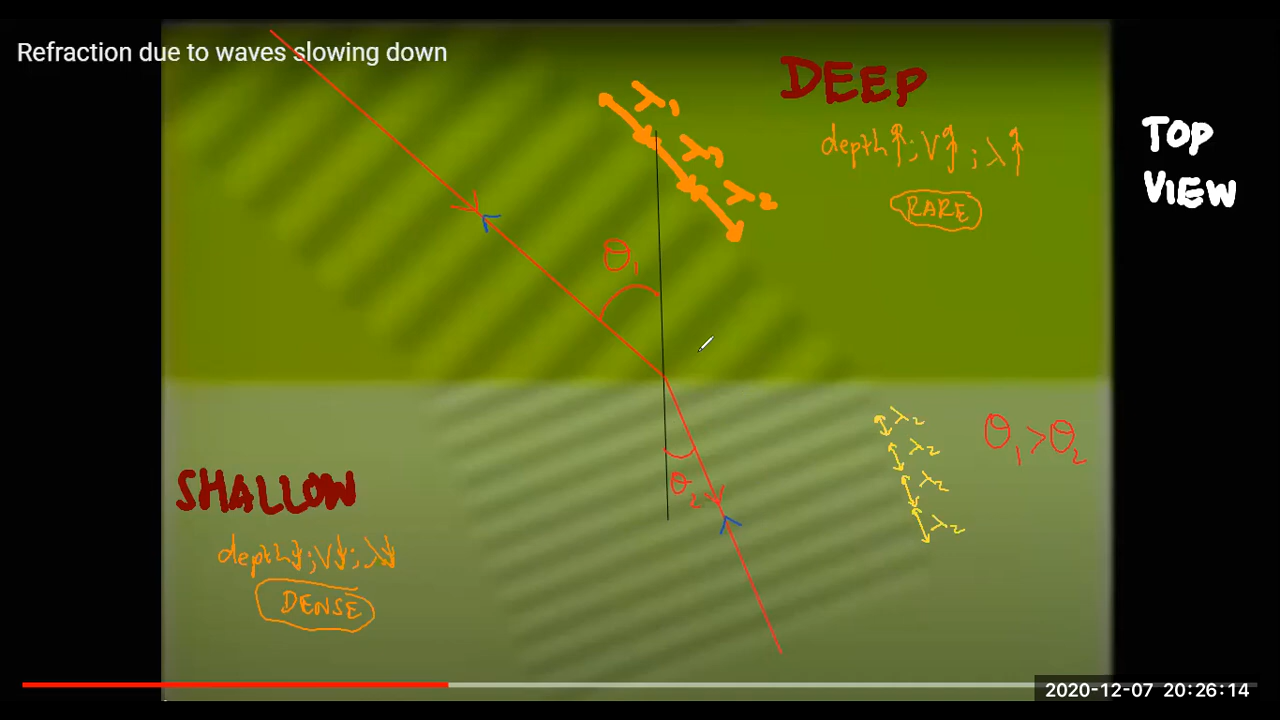 Refraction due to waves slowing down
DEEP
TOP
VIEW
depth↑; V↑; λ↑
RARE
λ₁
λ₂
θ₁
θ₂
λ₂
λ₂
λ₂
λ₂
θ₁ > θ₂
SHALLOW
depth↓; V↓; λ↓
DENSE
2020-12-07 20:26:14